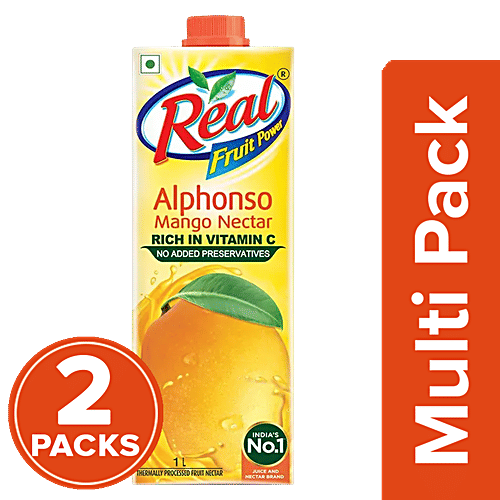 Real®
Fruit Power
Alphonso
Mango Nectar
RICH IN VITAMIN C
NO ADDED PRESERVATIVES
2
PACKS
INDIA'S
No.1
JUICE AND
NECTAR BRAND
1 L
THERMALLY PROCESSED FRUIT NECTAR
Multi Pack